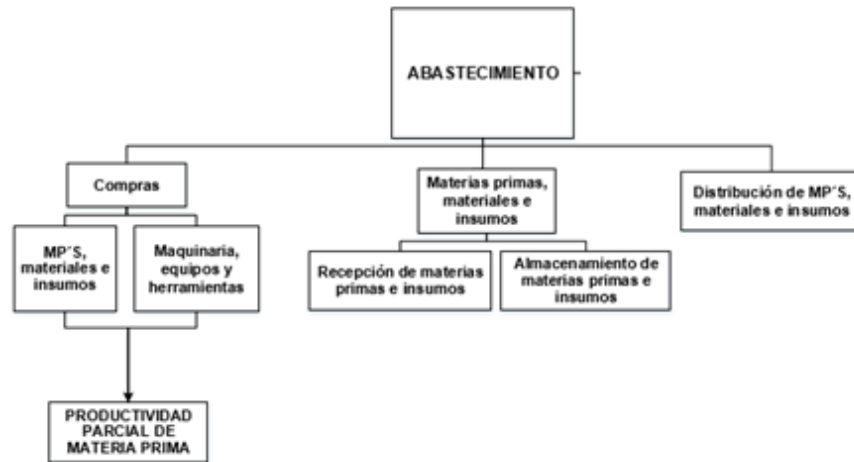 ABASTECIMIENTO
Compras
Materias primas,
materiales e
insumos
Distribución de MP´S,
materiales e insumos
MP´S,
materiales e
insumos
Maquinaria,
equipos y
herramientas
Recepción de materias
primas e insumos
Almacenamiento de
materias primas e
insumos
PRODUCTIVIDAD
PARCIAL DE
MATERIA PRIMA